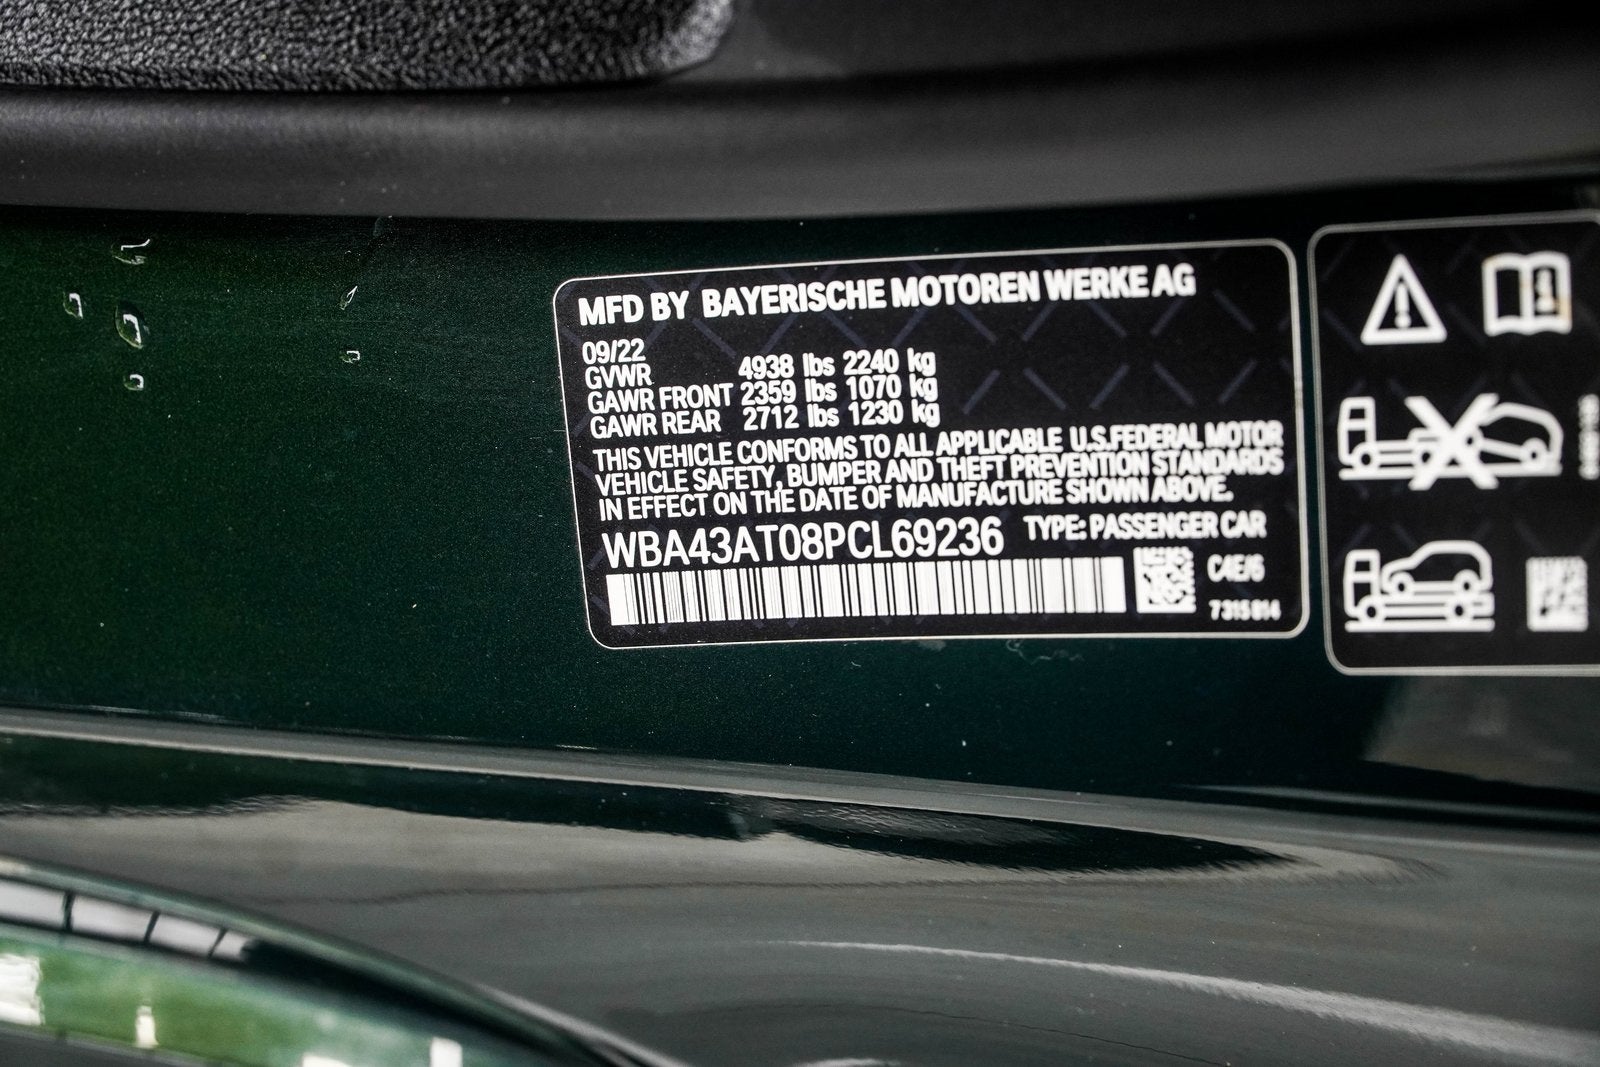 MFD BY BAYERISCHE MOTOREN WERKE AG
09/22
GVWR 4938 lbs 2240 kg
GAWR FRONT 2359 lbs 1070 kg
GAWR REAR 2712 lbs 1230 kg
THIS VEHICLE CONFORMS TO ALL APPLICABLE U.S.FEDERAL MOTOR
VEHICLE SAFETY, BUMPER AND THEFT PREVENTION STANDARDS
IN EFFECT ON THE DATE OF MANUFACTURE SHOWN ABOVE.
WBA43AT08PCL69236 TYPE: PASSENGER CAR
C4E/6
7315814